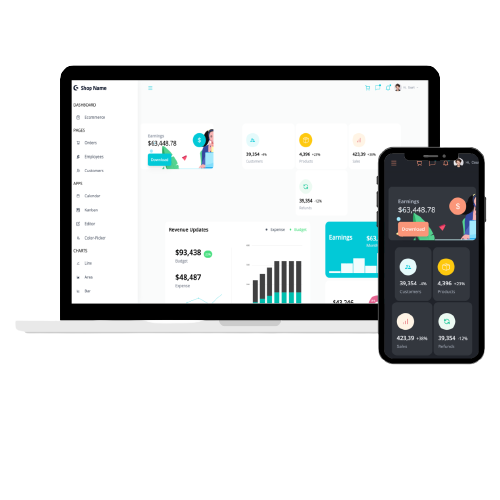 Shop Name
DASHBOARD
Ecommerce
PAGES
Orders
Employees
Customers
APPS
Calendar
Kanban
Editor
Color-Picker
CHARTS
Line
Area
Bar
Earnings
$63,448.78
Download
39,354 -4%
Customers
4,396 +23%
Products
423,39 +38%
Sales
39,354 -12%
Refunds
Revenue Updates
Expense
Budget
$93,438
Budget
$48,487
Expense
Earnings
$63,
$43,246
Earnings
$63,448.78
Download
39,354 -4%
Customers
4,396 +23%
Products
423,39 +38%
Sales
39,354 -12%
Refunds